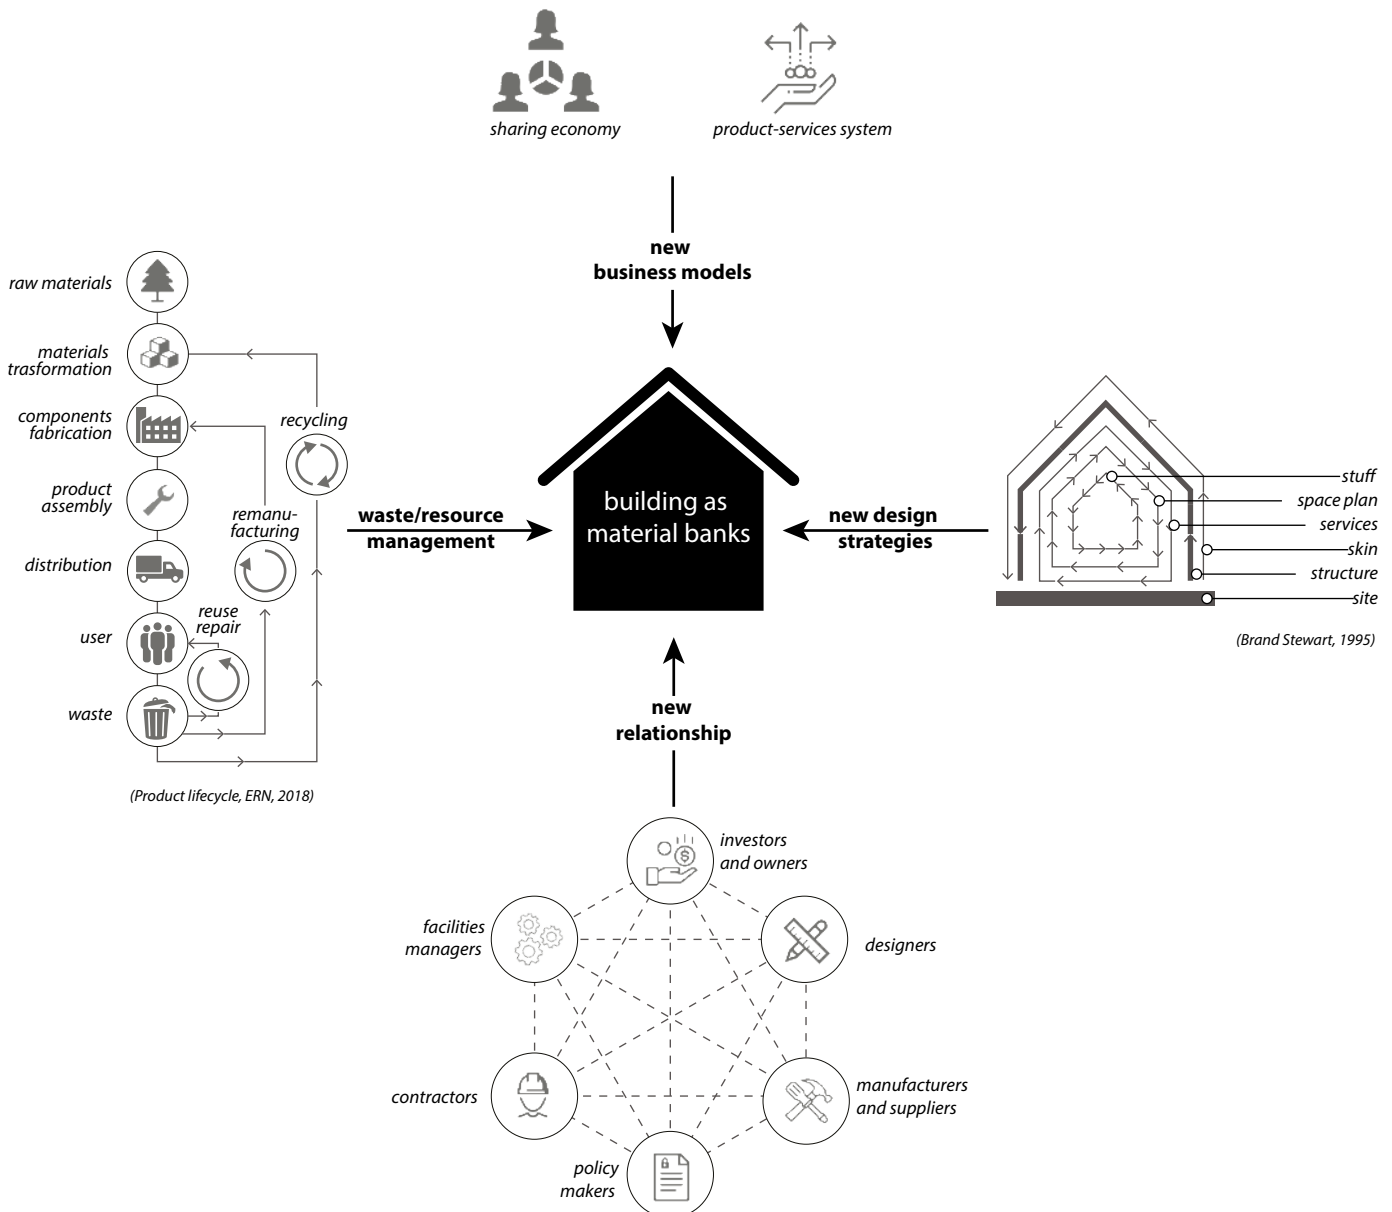 sharing economy
product-services system
new
business models
raw materials
materials
trasformation
components
fabrication
product
assembly
distribution
user
waste
recycling
remanu-
facturing
reuse
repair
(Product lifecycle, ERN, 2018)
waste/resource
management
building as
material banks
new design
strategies
stuff
space plan
services
skin
structure
site
(Brand Stewart, 1995)
new
relationship
investors
and owners
facilities
managers
designers
contractors
manufacturers
and suppliers
policy
makers
$